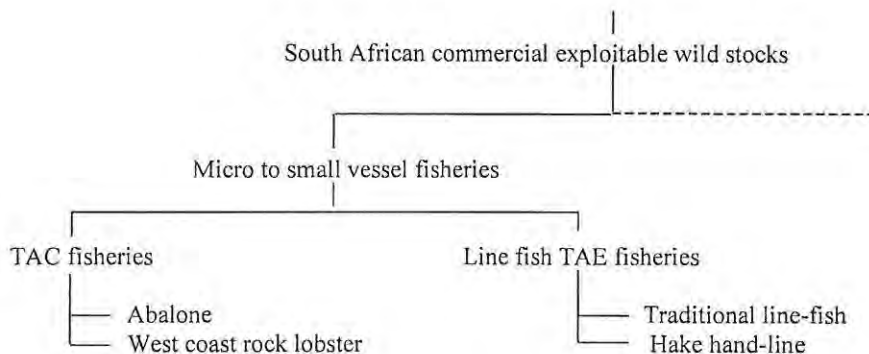 South African commercial exploitable wild stocks
Micro to small vessel fisheries
TAC fisheries
Line fish TAE fisheries
Abalone
West coast rock lobster
Traditional line-fish
Hake hand-line